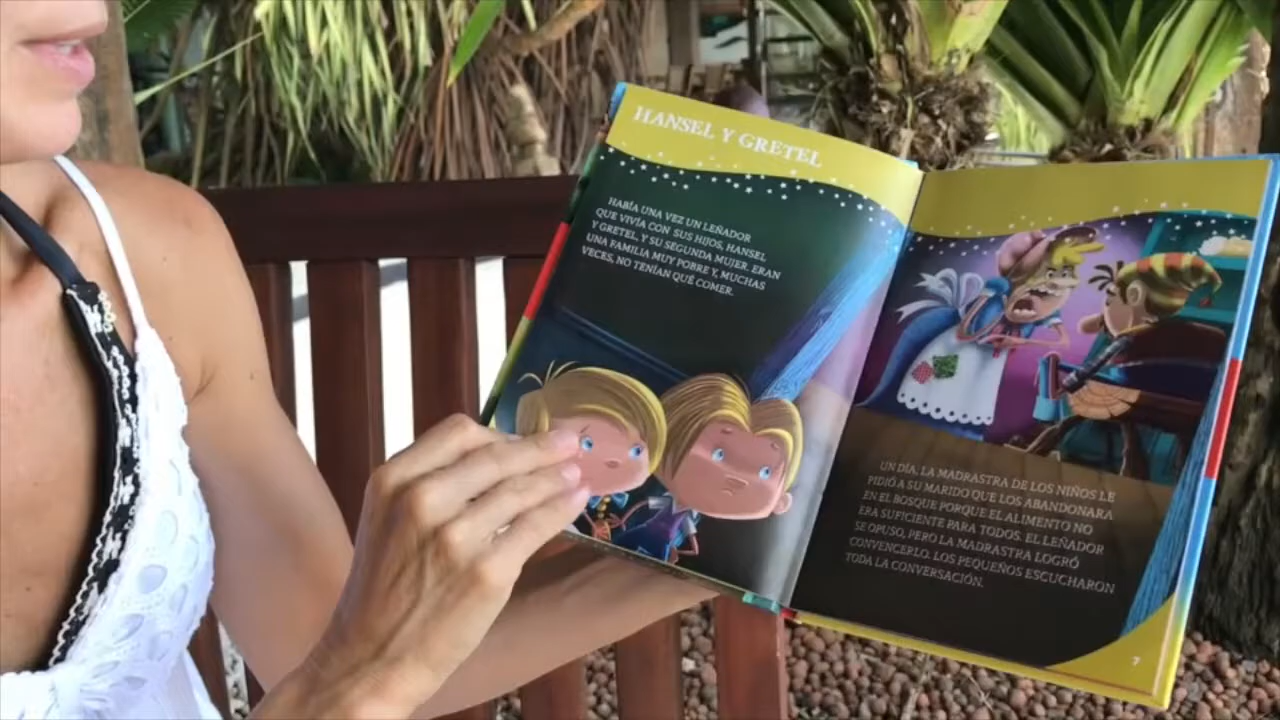 HANSEL Y GRETEL
HABÍA UNA VEZ UN LEÑADOR
QUE VIVÍA CON SUS HIJOS, HANSEL
Y GRETEL, Y SU SEGUNDA MUJER. ERAN
UNA FAMILIA MUY POBRE Y, MUCHAS
VECES, NO TENÍAN QUÉ COMER.
UN DÍA, LA MADRASTRA DE LOS NIÑOS LE
PIDIÓ A SU MARIDO QUE LOS ABANDONARA
EN EL BOSQUE PORQUE EL ALIMENTO NO
ERA SUFICIENTE PARA TODOS. EL LEÑADOR
SE OPUSO, PERO LA MADRASTRA LOGRÓ
CONVENCERLO. LOS PEQUEÑOS ESCUCHARON
TODA LA CONVERSACIÓN.
7